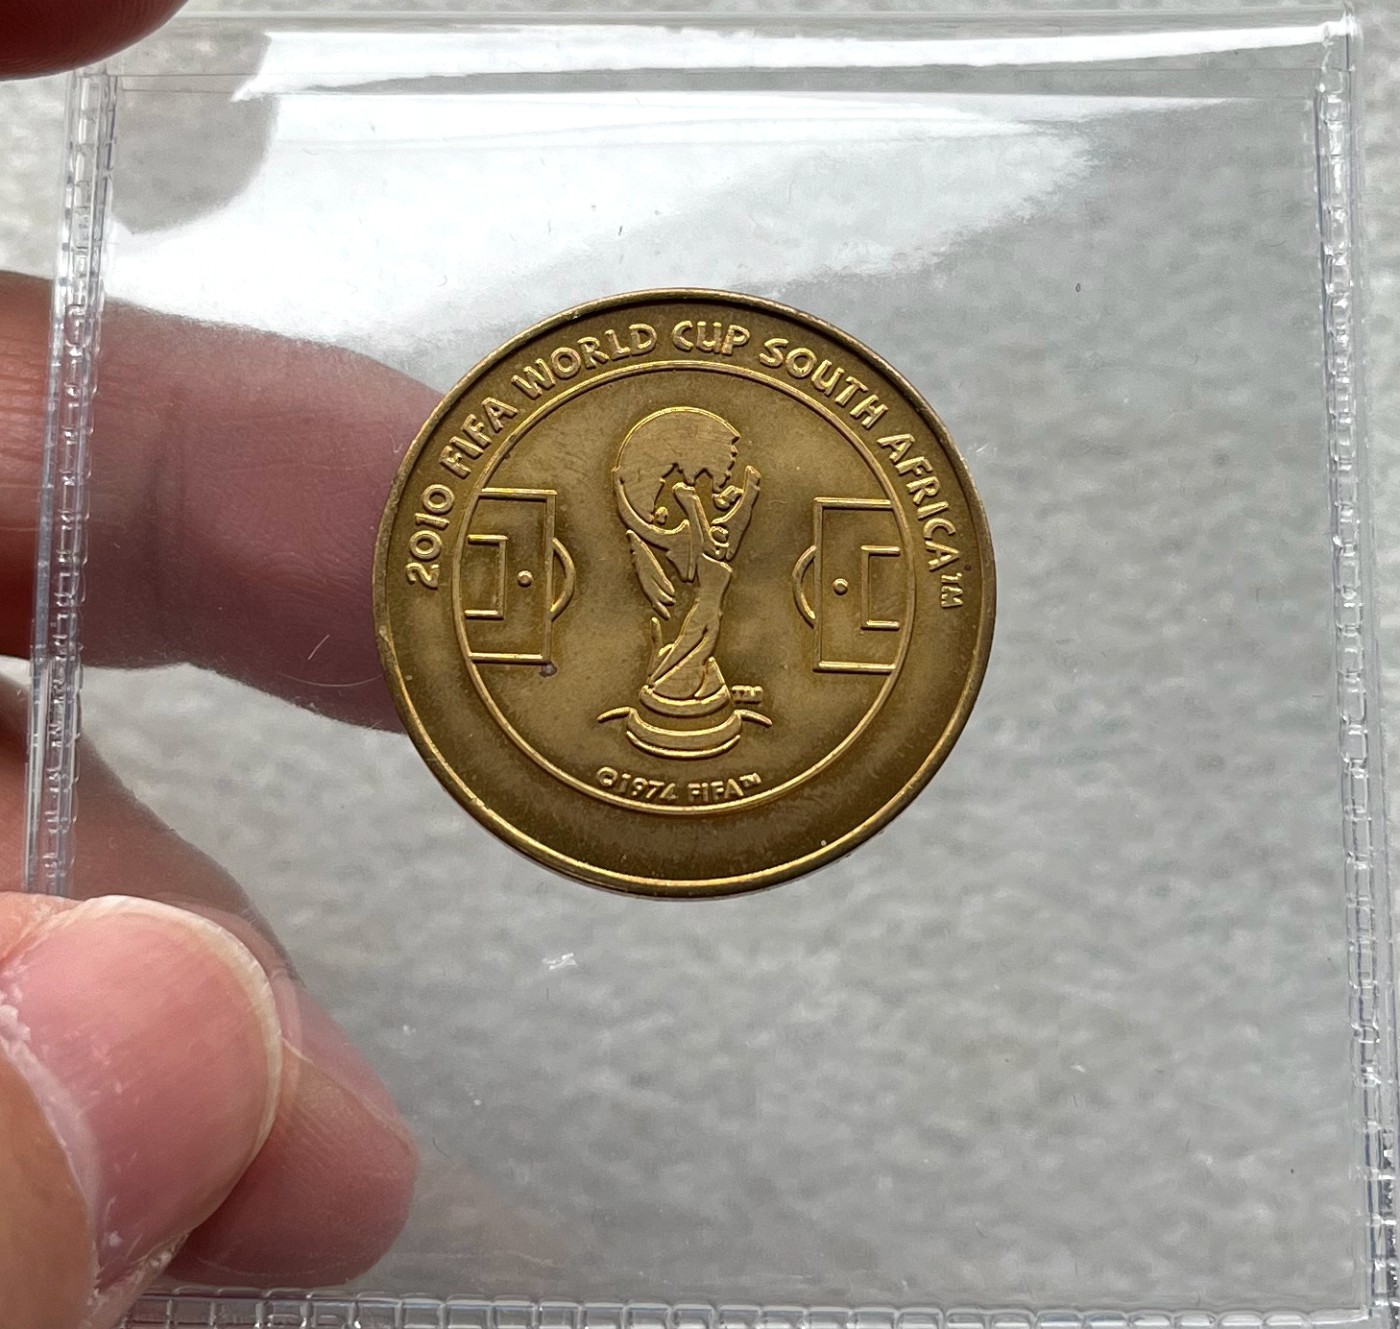 2010 FIFA WORLD CUP SOUTH AFRICA™
TM
©1974 FIFA™